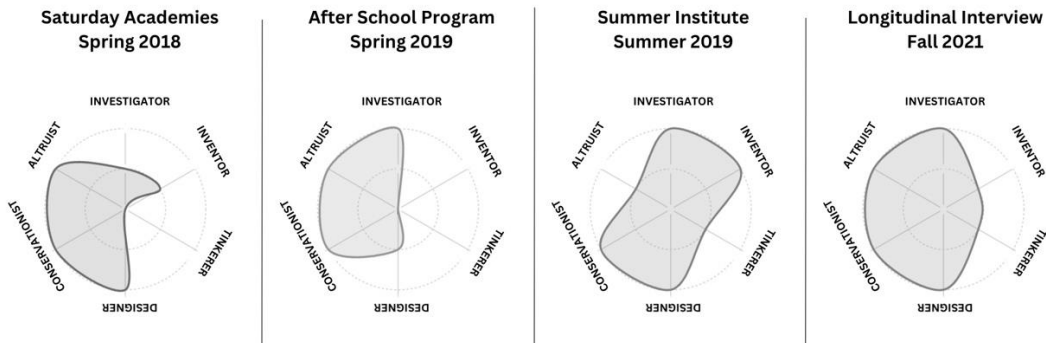 Saturday Academies
Spring 2018
INVESTIGATOR
ALTRUIST
INVENTOR
CONSERVATIONIST
TINKERER
DESIGNER
After School Program
Spring 2019
INVESTIGATOR
ALTRUIST
INVENTOR
CONSERVATIONIST
TINKERER
DESIGNER
Summer Institute
Summer 2019
INVESTIGATOR
ALTRUIST
INVENTOR
CONSERVATIONIST
TINKERER
DESIGNER
Longitudinal Interview
Fall 2021
INVESTIGATOR
ALTRUIST
INVENTOR
CONSERVATIONIST
TINKERER
DESIGNER